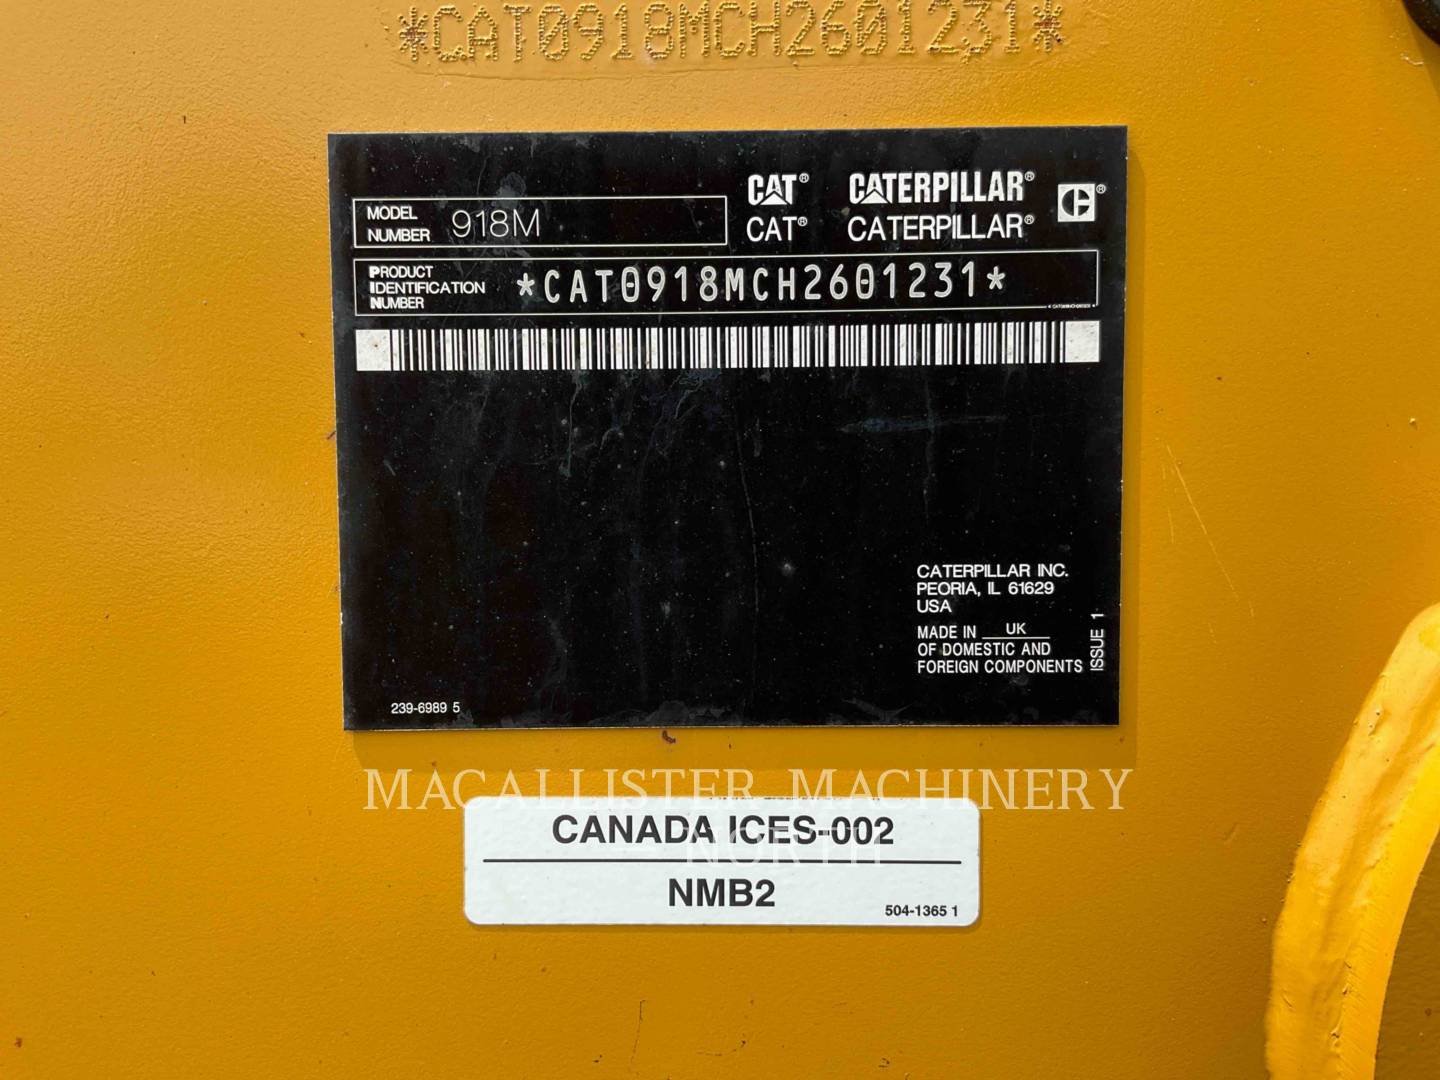 *CAT0918MCH2601231*
MODEL NUMBER 918M
CAT® CATERPILLAR®
CAT® CATERPILLAR®
C®
PRODUCT IDENTIFICATION NUMBER *CAT0918MCH2601231*
CATERPILLAR INC.
PEORIA, IL 61629
USA
MADE IN UK
OF DOMESTIC AND
FOREIGN COMPONENTS
ISSUE 1
239-6989 5
MACALLISTER MACHINERY
NORTH
CANADA ICES-002
NMB2
504-1365 1